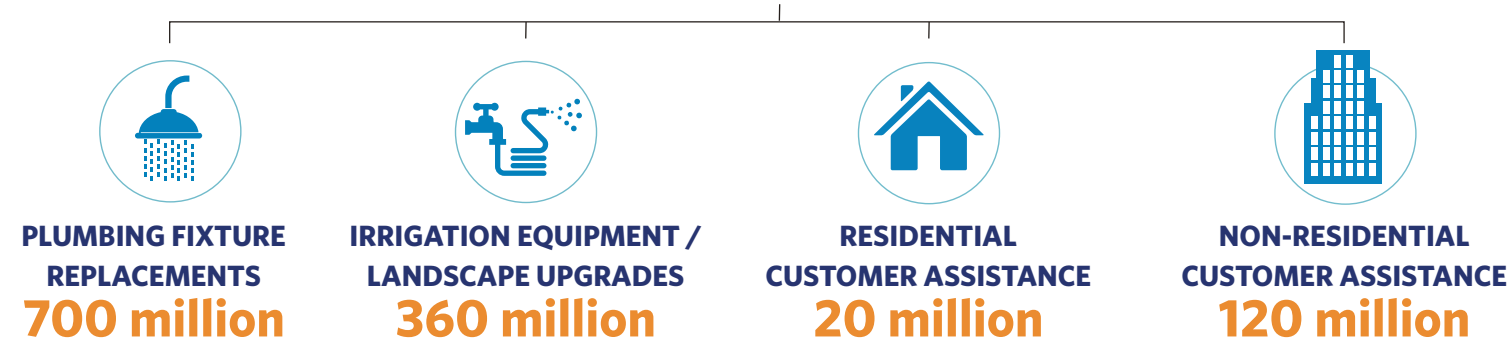 PLUMBING FIXTURE
REPLACEMENTS
700 million
IRRIGATION EQUIPMENT /
LANDSCAPE UPGRADES
360 million
RESIDENTIAL
CUSTOMER ASSISTANCE
20 million
NON-RESIDENTIAL
CUSTOMER ASSISTANCE
120 million